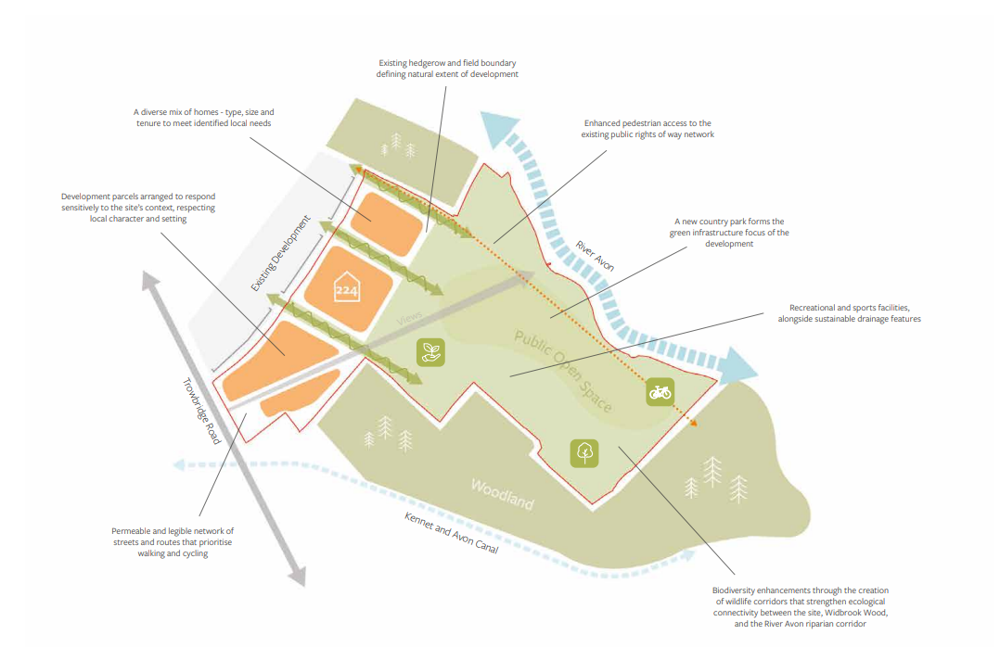 Existing hedgerow and field boundary
defining natural extent of development
A diverse mix of homes - type, size and
tenure to meet identified local needs
Enhanced pedestrian access to the
existing public rights of way network
Development parcels arranged to respond
sensitively to the site's context, respecting
local character and setting
A new country park forms the
green infrastructure focus of the
development
Existing Development
River Avon
224
Views
Recreational and sports facilities,
alongside sustainable drainage features
Public Open Space
Trowbridge Road
Woodland
Kennet and Avon Canal
Permeable and legible network of
streets and routes that prioritise
walking and cycling
Biodiversity enhancements through the creation
of wildlife corridors that strengthen ecological
connectivity between the site, Widbrook Wood,
and the River Avon riparian corridor